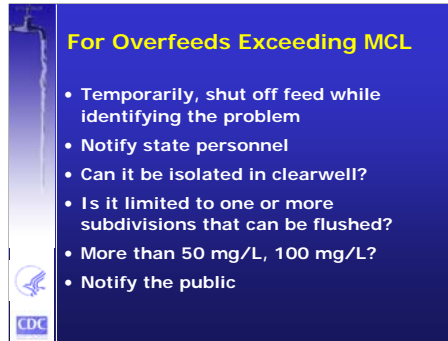 For Overfeeds Exceeding MCL
• Temporarily, shut off feed while
identifying the problem
• Notify state personnel
• Can it be isolated in clearwell?
• Is it limited to one or more
subdivisions that can be flushed?
• More than 50 mg/L, 100 mg/L?
• Notify the public
CDC